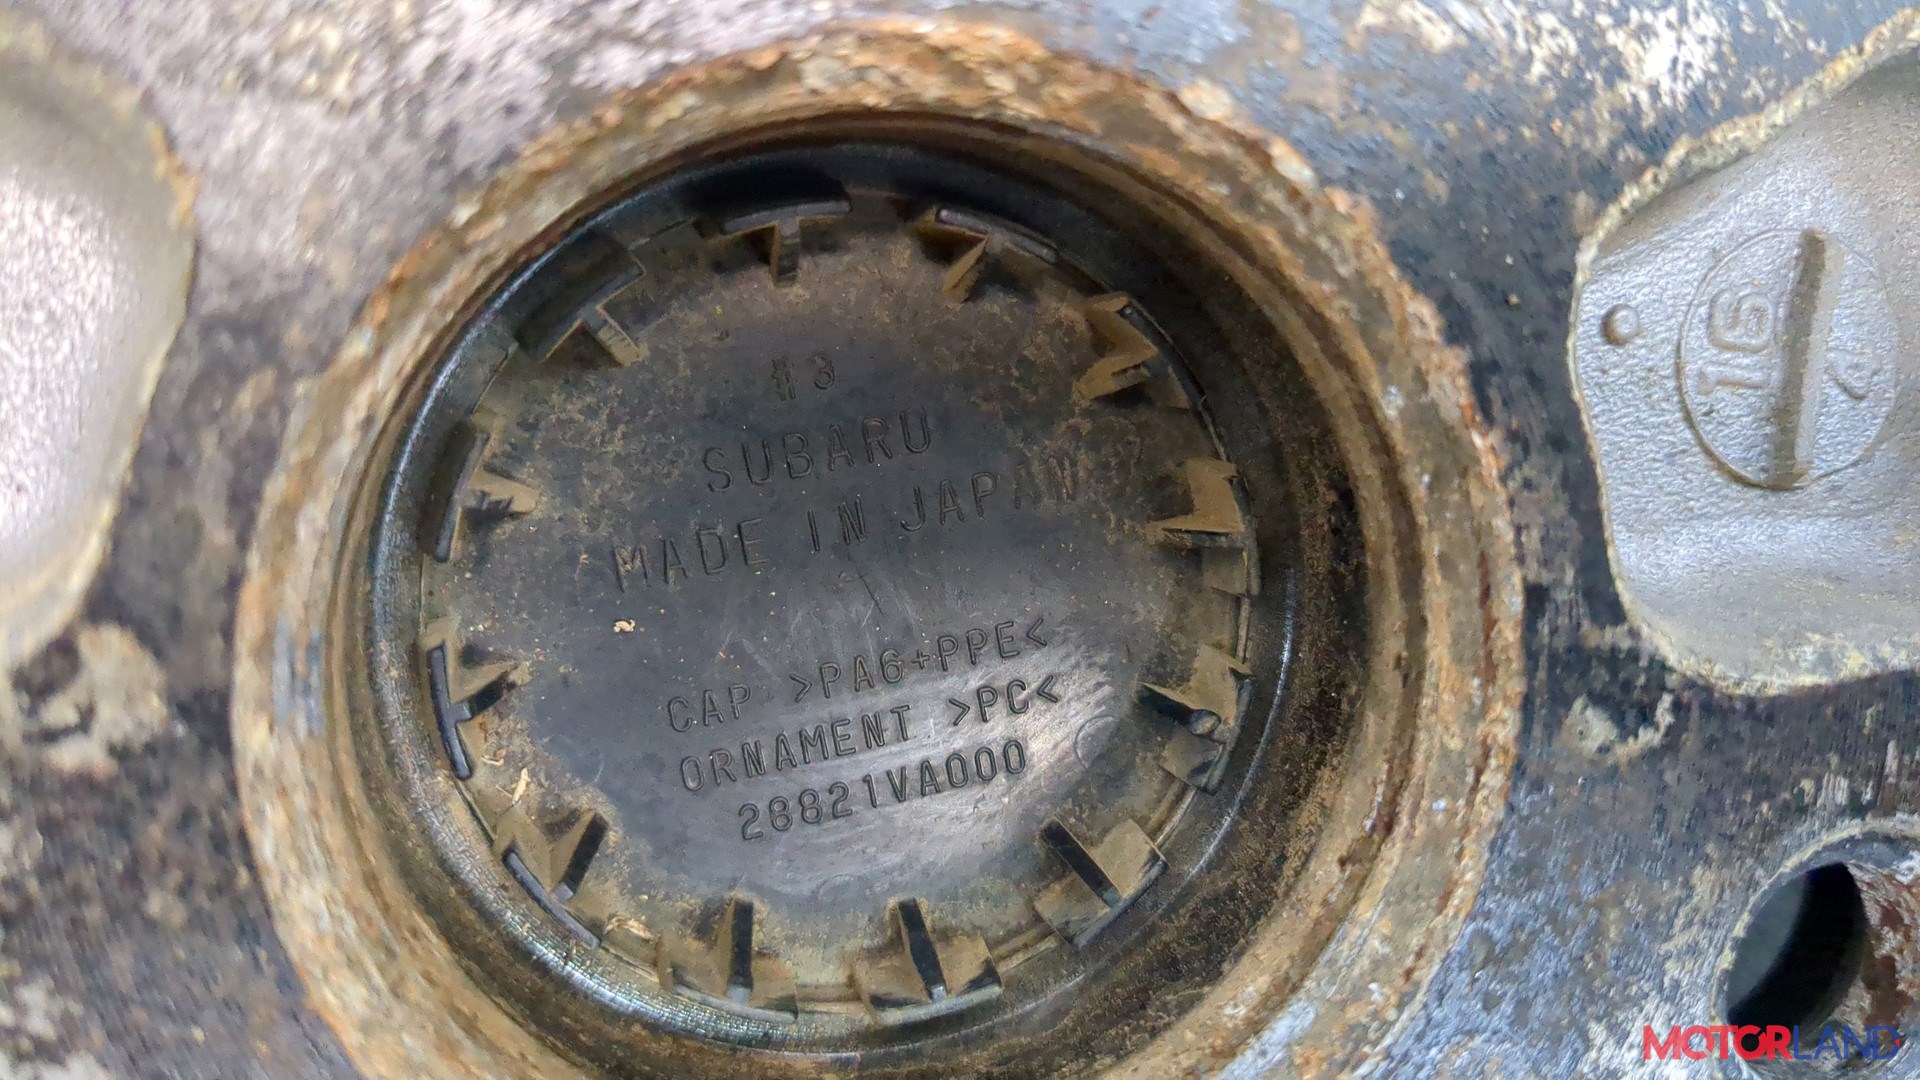 #3
SUBARU
MADE IN JAPAN
CAP >PA6+PPE<
ORNAMENT >PC<
28821VA000
16
MOTORLAND